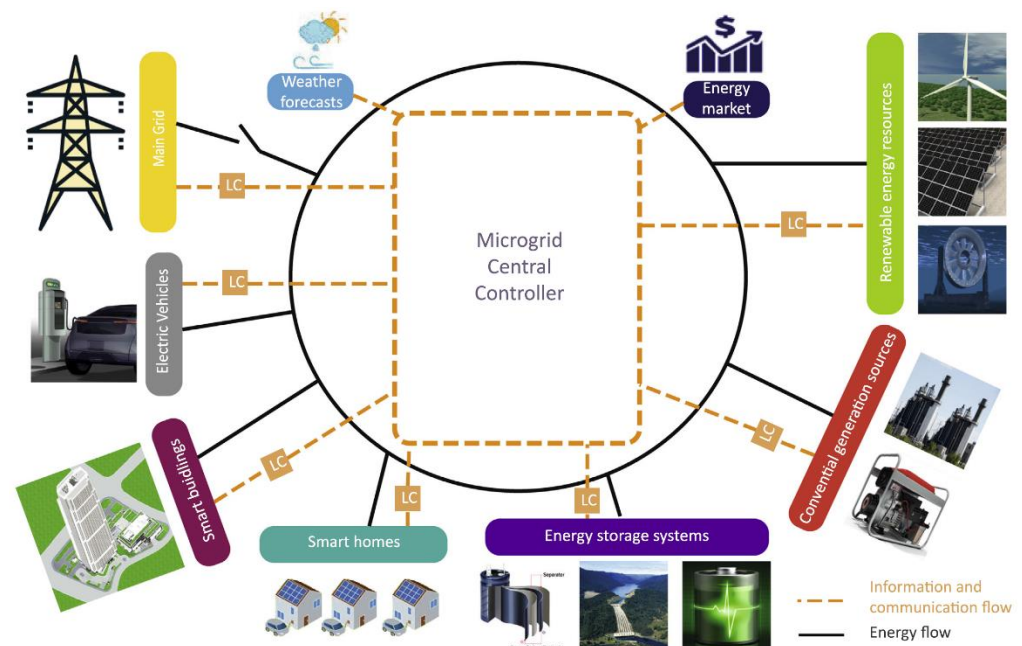 $
Weather
forecasts
Energy
market
Main Grid
LC
Renewable energy resources
LC
Microgrid
Central
Controller
Electric Vehicles
LC
Smart buidlings
LC
Convential generation sources
LC
LC
Smart homes
LC
Energy storage systems
Separator
Information and
communication flow
Energy flow